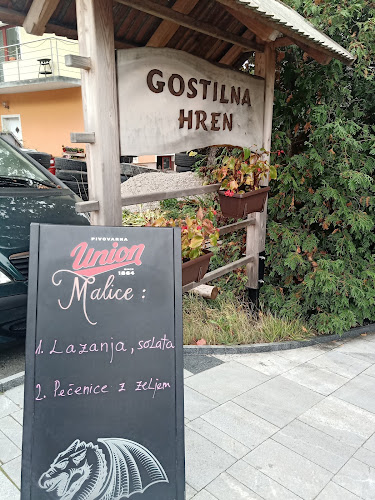 GOSTILNA
HREN
PIVOVARNA
Union
1864
Malice :
1. Lazanja, solata
2. Pečenice z zeljem